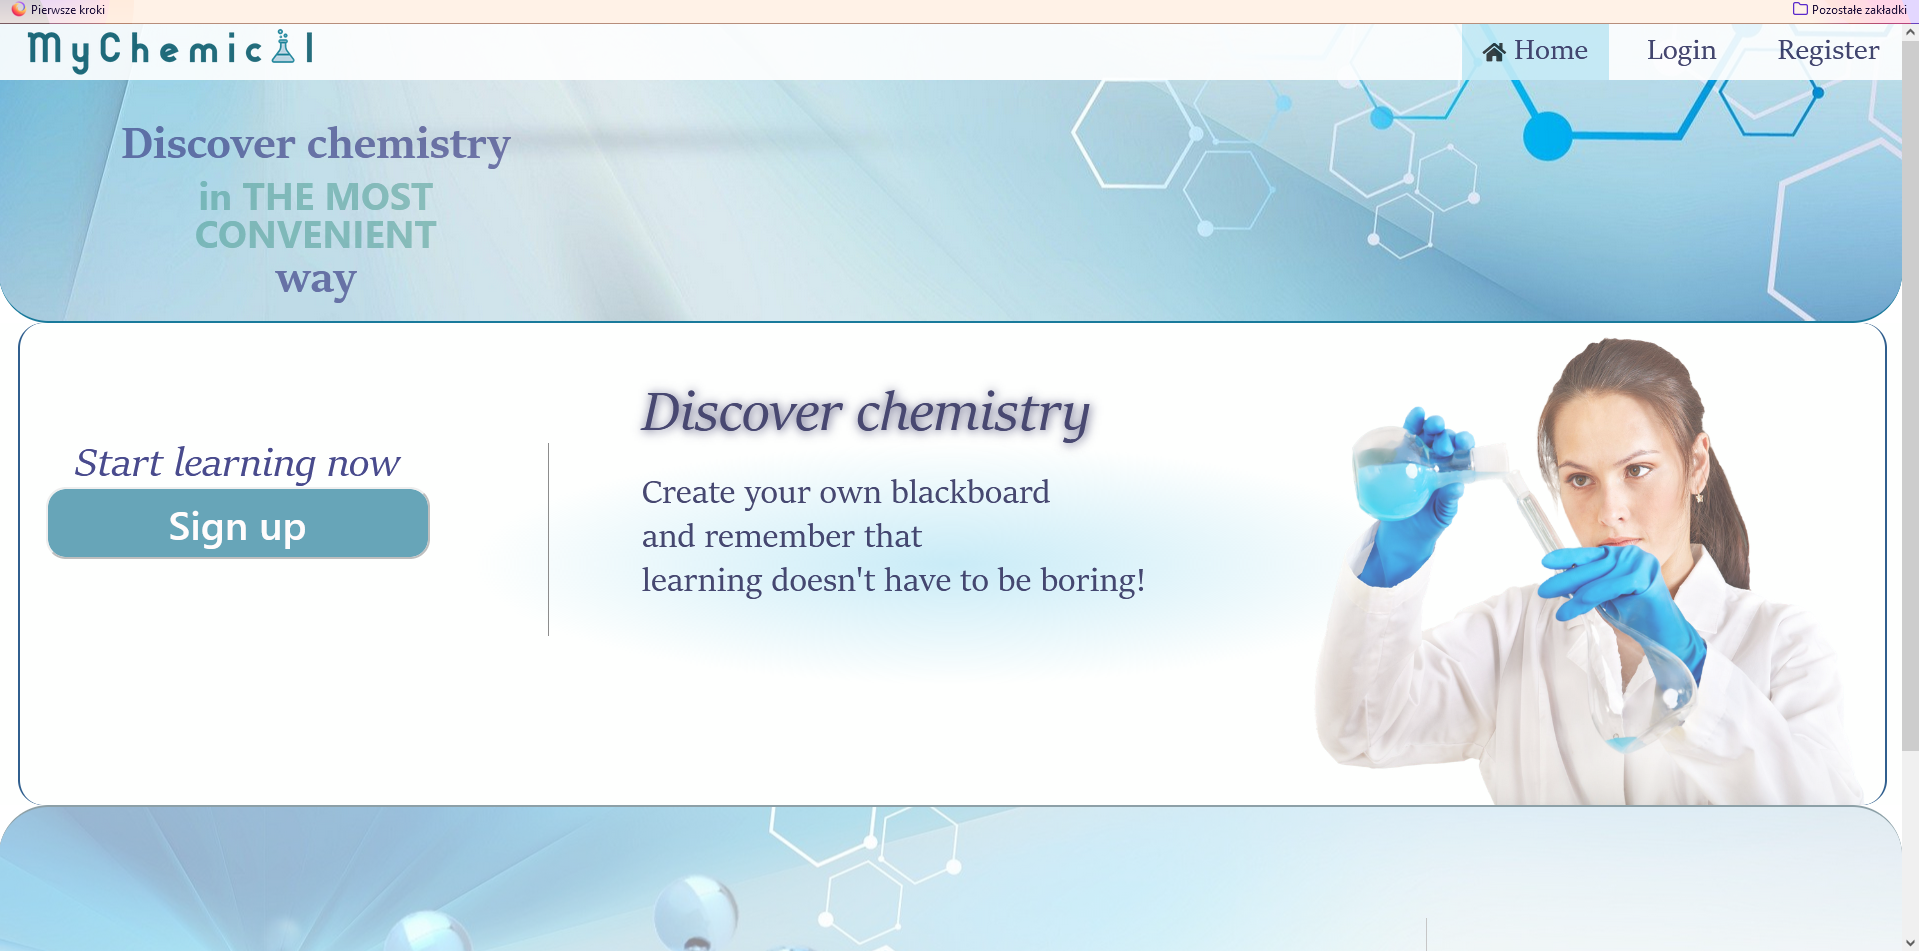 Pierwsze kroki
Pozostałe zakładki
MyChemical
Home
Login
Register
Discover chemistry
in THE MOST
CONVENIENT
way
Start learning now
Sign up
Discover chemistry
Create your own blackboard
and remember that
learning doesn't have to be boring!